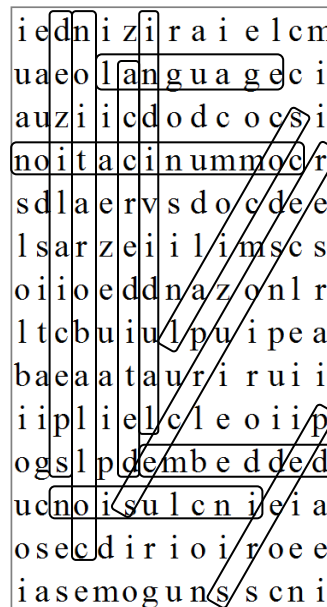 i e d n i z i r a i e l c m
u a e o l a n g u a g e c i
a u z i i c d o d c o c s i
n o i t a c i n u m m o c r
s d l a e r v s d o c d e e
l s a r z e i i l i m s c s
o i i o e d d n a z o n l r
l t c b u i u l p u i p e a
b a e a a t a u r i r u i i
i i p l i e l c l e o i i p
o g s l p d e m b e d d e d
u c n o i s u l c n i e i a
o s e c d i r i o i r o e e
i a s e m o g u n s s c n i